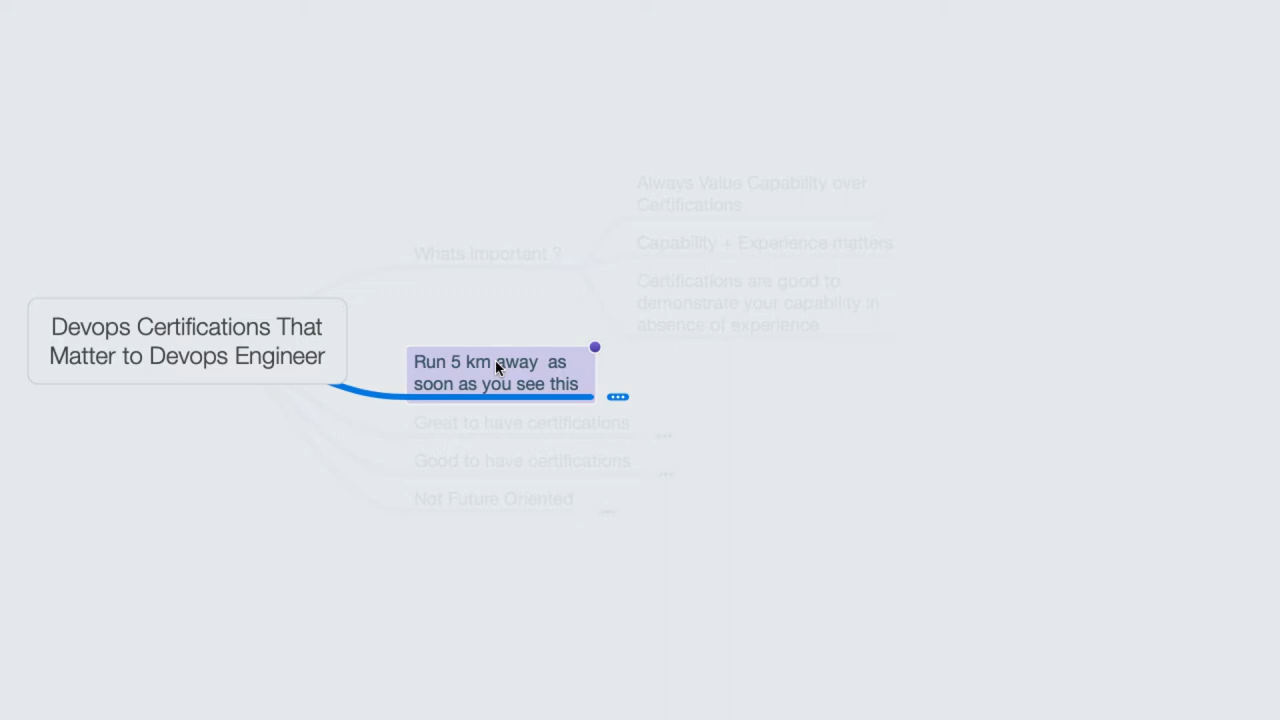 Devops Certifications That
Matter to Devops Engineer
Whats important ?
Always Value Capability over
Certifications
Capability + Experience matters
Certifications are good to
demonstrate your capability in
absence of experience
Run 5 km away as
soon as you see this
Great to have certifications
Good to have certifications
Not Future Oriented